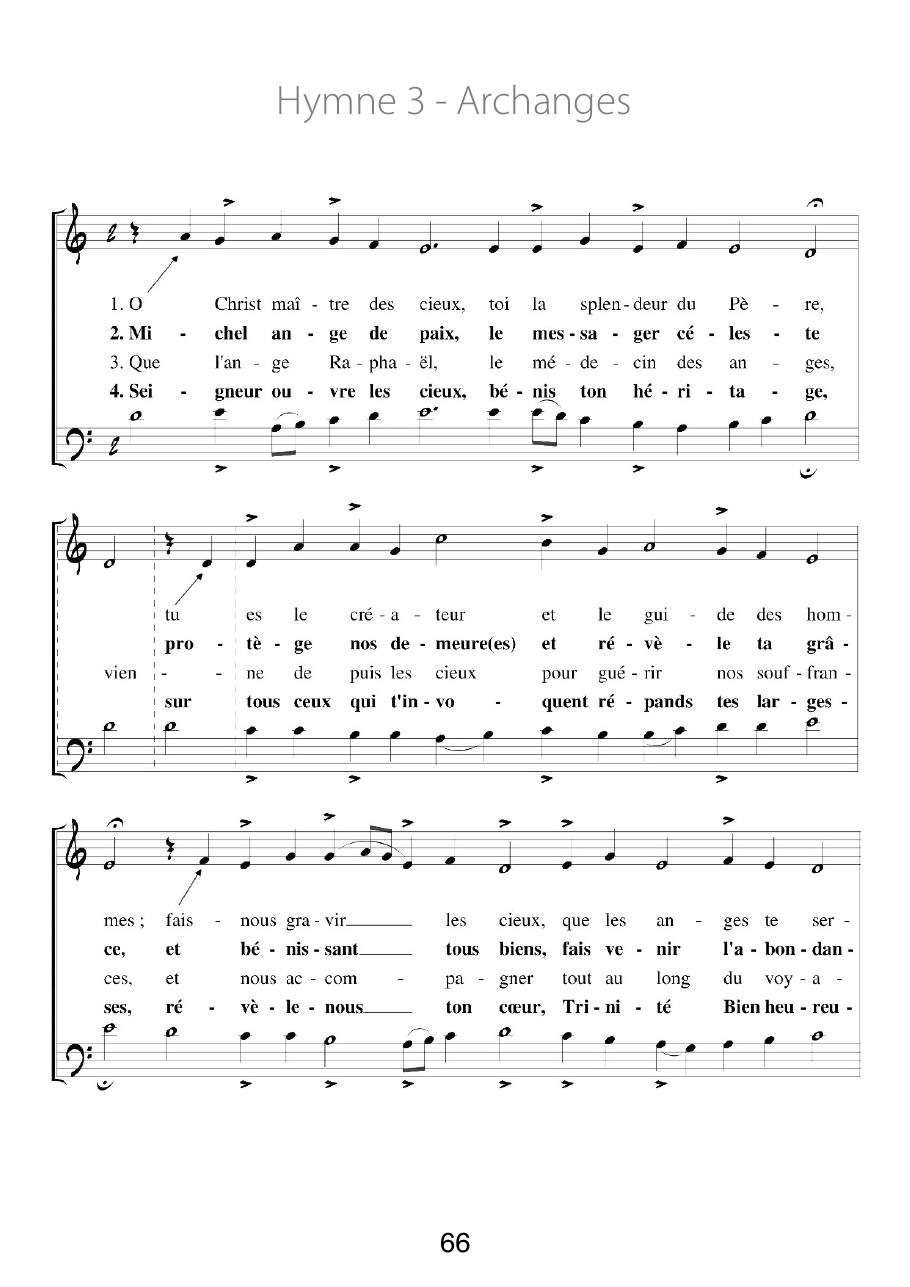 Hymne 3 - Archanges
1. O Christ maî - tre des cieux, toi la splen - deur du Pè - re,
2. Mi - chel an - ge de paix, le mes - sa - ger cé - les - te
3. Que l'an - ge Ra - pha - ël, le mé - de - cin des an - ges,
4. Sei - gneur ou - vre les cieux, bé - nis ton hé - ri - ta - ge,
tu es le cré - a - teur et le gui - de des hom -
pro - tè - ge nos de - meure(es) et ré - vè - le ta grâ -
vien - - ne de puis les cieux pour gué - rir nos souf - fran -
sur tous ceux qui t'in - vo - quent ré - pands tes lar - ges -
mes ; fais - nous gra - vir les cieux, que les an - ges te ser -
ce, et bé - nis - sant tous biens, fais ve - nir l'a - bon - dan -
ces, et nous ac - com - pa - gner tout au long du voy - a -
ses, ré - vè - le - nous ton cœur, Tri - ni - té Bien heu - reu -
66